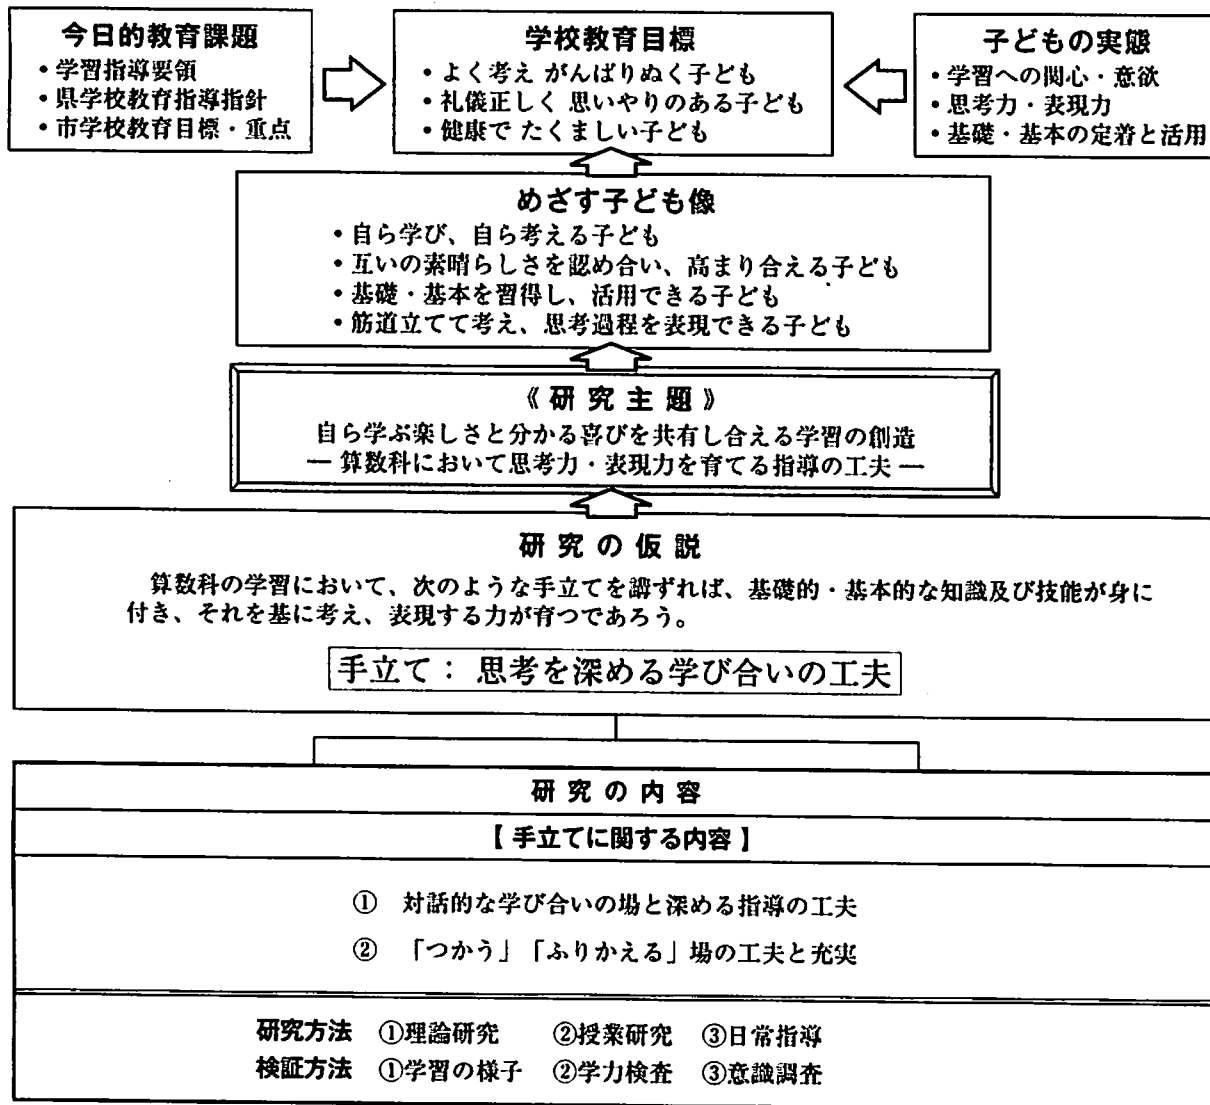 今日的教育課題
・学習指導要領
・県学校教育指導指針
・市学校教育目標・重点
学校教育目標
・よく考え がんばりぬく子ども
・礼儀正しく 思いやりのある子ども
・健康で たくましい子ども
子どもの実態
・学習への関心・意欲
・思考力・表現力
・基礎・基本の定着と活用
めざす子ども像
・自ら学び、自ら考える子ども
・互いの素晴らしさを認め合い、高まり合える子ども
・基礎・基本を習得し、活用できる子ども
・筋道立てて考え、思考過程を表現できる子ども
《研究主題》
自ら学ぶ楽しさと分かる喜びを共有し合える学習の創造
― 算数科において思考力・表現力を育てる指導の工夫 ―
研究の仮説
算数科の学習において、次のような手立てを講ずれば、基礎的・基本的な知識及び技能が身に
付き、それを基に考え、表現する力が育つであろう。
手立て： 思考を深める学び合いの工夫
研究の内容
【手立てに関する内容】
① 対話的な学び合いの場と深める指導の工夫
② 「つかう」「ふりかえる」場の工夫と充実
研究方法 ①理論研究 ②授業研究 ③日常指導
検証方法 ①学習の様子 ②学力検査 ③意識調査